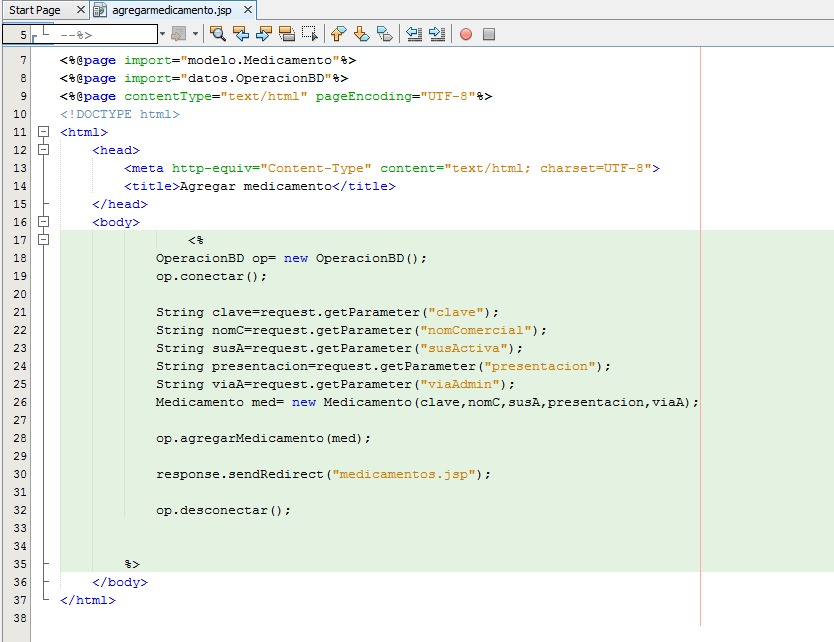 Start Page
agregarmedicamento.jsp
5 --%>
7 <%@page import="modelo.Medicamento"%>
8 <%@page import="datos.OperacionBD"%>
9 <%@page contentType="text/html" pageEncoding="UTF-8"%>
10 <!DOCTYPE html>
11 <html>
12 <head>
13 <meta http-equiv="Content-Type" content="text/html; charset=UTF-8">
14 <title>Agregar medicamento</title>
15 </head>
16 <body>
17 <%
18 OperacionBD op= new OperacionBD();
19 op.conectar();
20
21 String clave=request.getParameter("clave");
22 String nomC=request.getParameter("nomComercial");
23 String susA=request.getParameter("susActiva");
24 String presentacion=request.getParameter("presentacion");
25 String viaA=request.getParameter("viaAdmin");
26 Medicamento med= new Medicamento(clave,nomC,susA,presentacion,viaA);
27
28 op.agregarMedicamento(med);
29
30 response.sendRedirect("medicamentos.jsp");
31
32 op.desconectar();
33
34
35 %>
36 </body>
37 </html>
38